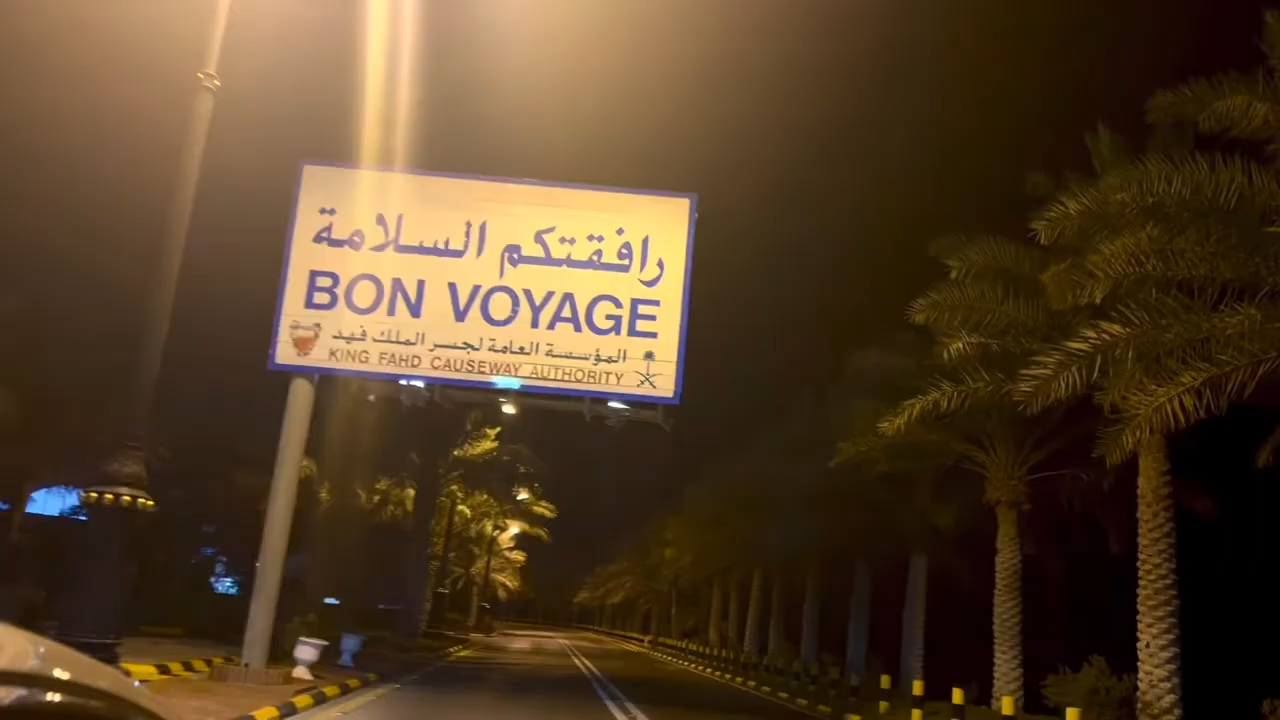 رافقتكم السلامة
BON VOYAGE
المؤسسة العامة لجسر الملك فهد
KING FAHD CAUSEWAY AUTHORITY